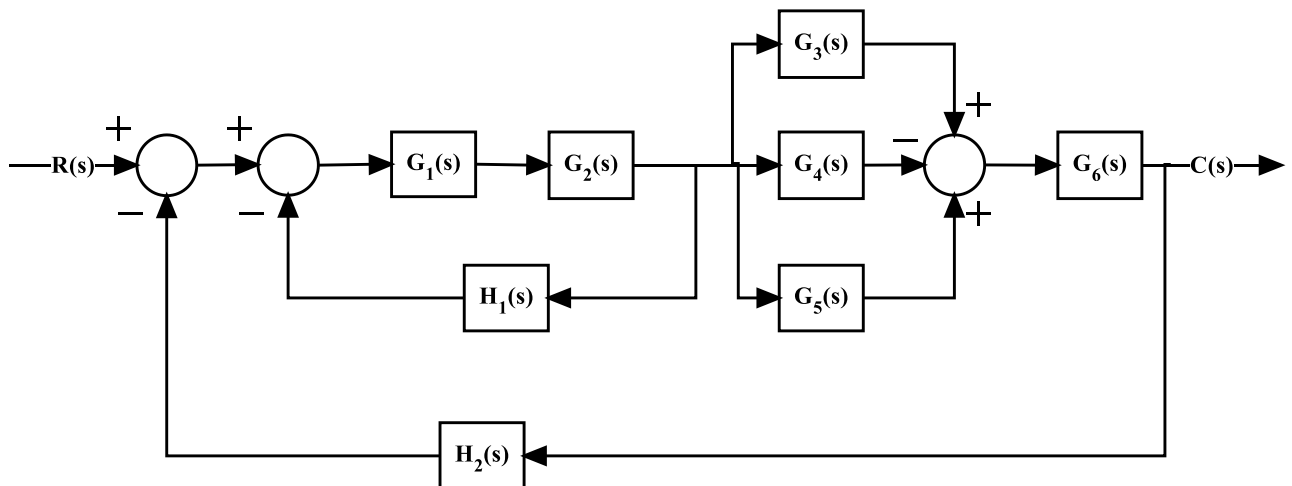 G3(s)
+ + +
R(s) G1(s) G2(s) G4(s) − G6(s) C(s)
− − +
H1(s) G5(s)
H2(s)